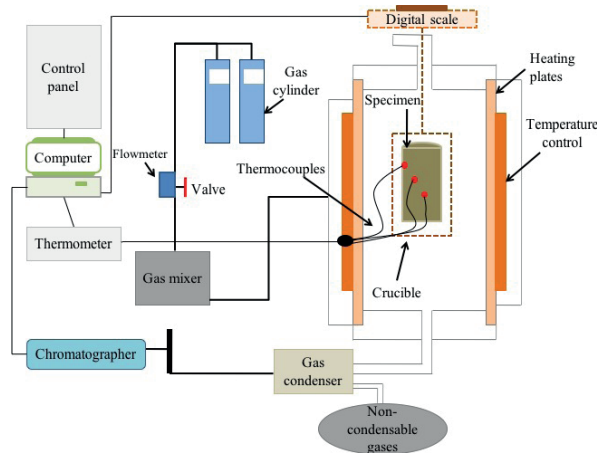 Digital scale
Control
panel
Gas
cylinder
Heating
plates
Specimen
Temperature
control
Computer
Flowmeter
Thermocouples
Valve
Thermometer
Gas mixer
Crucible
Chromatographer
Gas
condenser
Non-
condensable
gases